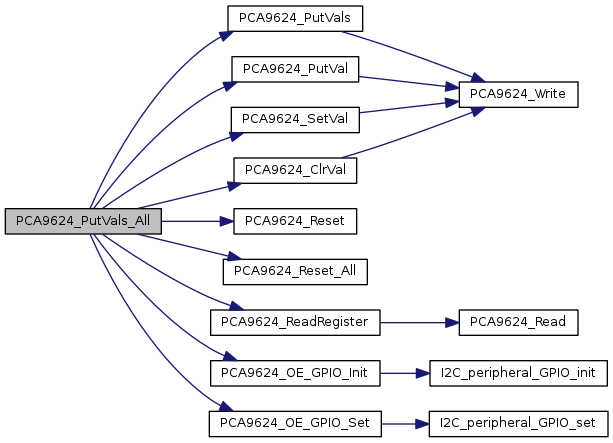 PCA9624_PutVals
PCA9624_PutVal
PCA9624_Write
PCA9624_SetVal
PCA9624_ClrVal
PCA9624_PutVals_All
PCA9624_Reset
PCA9624_Reset_All
PCA9624_ReadRegister
PCA9624_Read
PCA9624_OE_GPIO_Init
I2C_peripheral_GPIO_init
PCA9624_OE_GPIO_Set
I2C_peripheral_GPIO_set